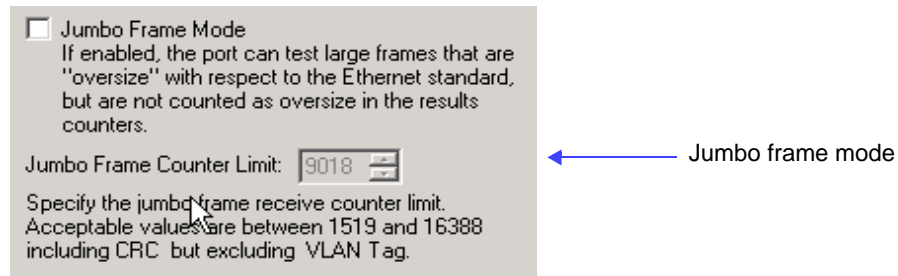 Jumbo Frame Mode
If enabled, the port can test large frames that are
"oversize" with respect to the Ethernet standard,
but are not counted as oversize in the results
counters.
Jumbo Frame Counter Limit: 9018
Jumbo frame mode
Specify the jumbo frame receive counter limit.
Acceptable values are between 1519 and 16388
including CRC but excluding VLAN Tag.